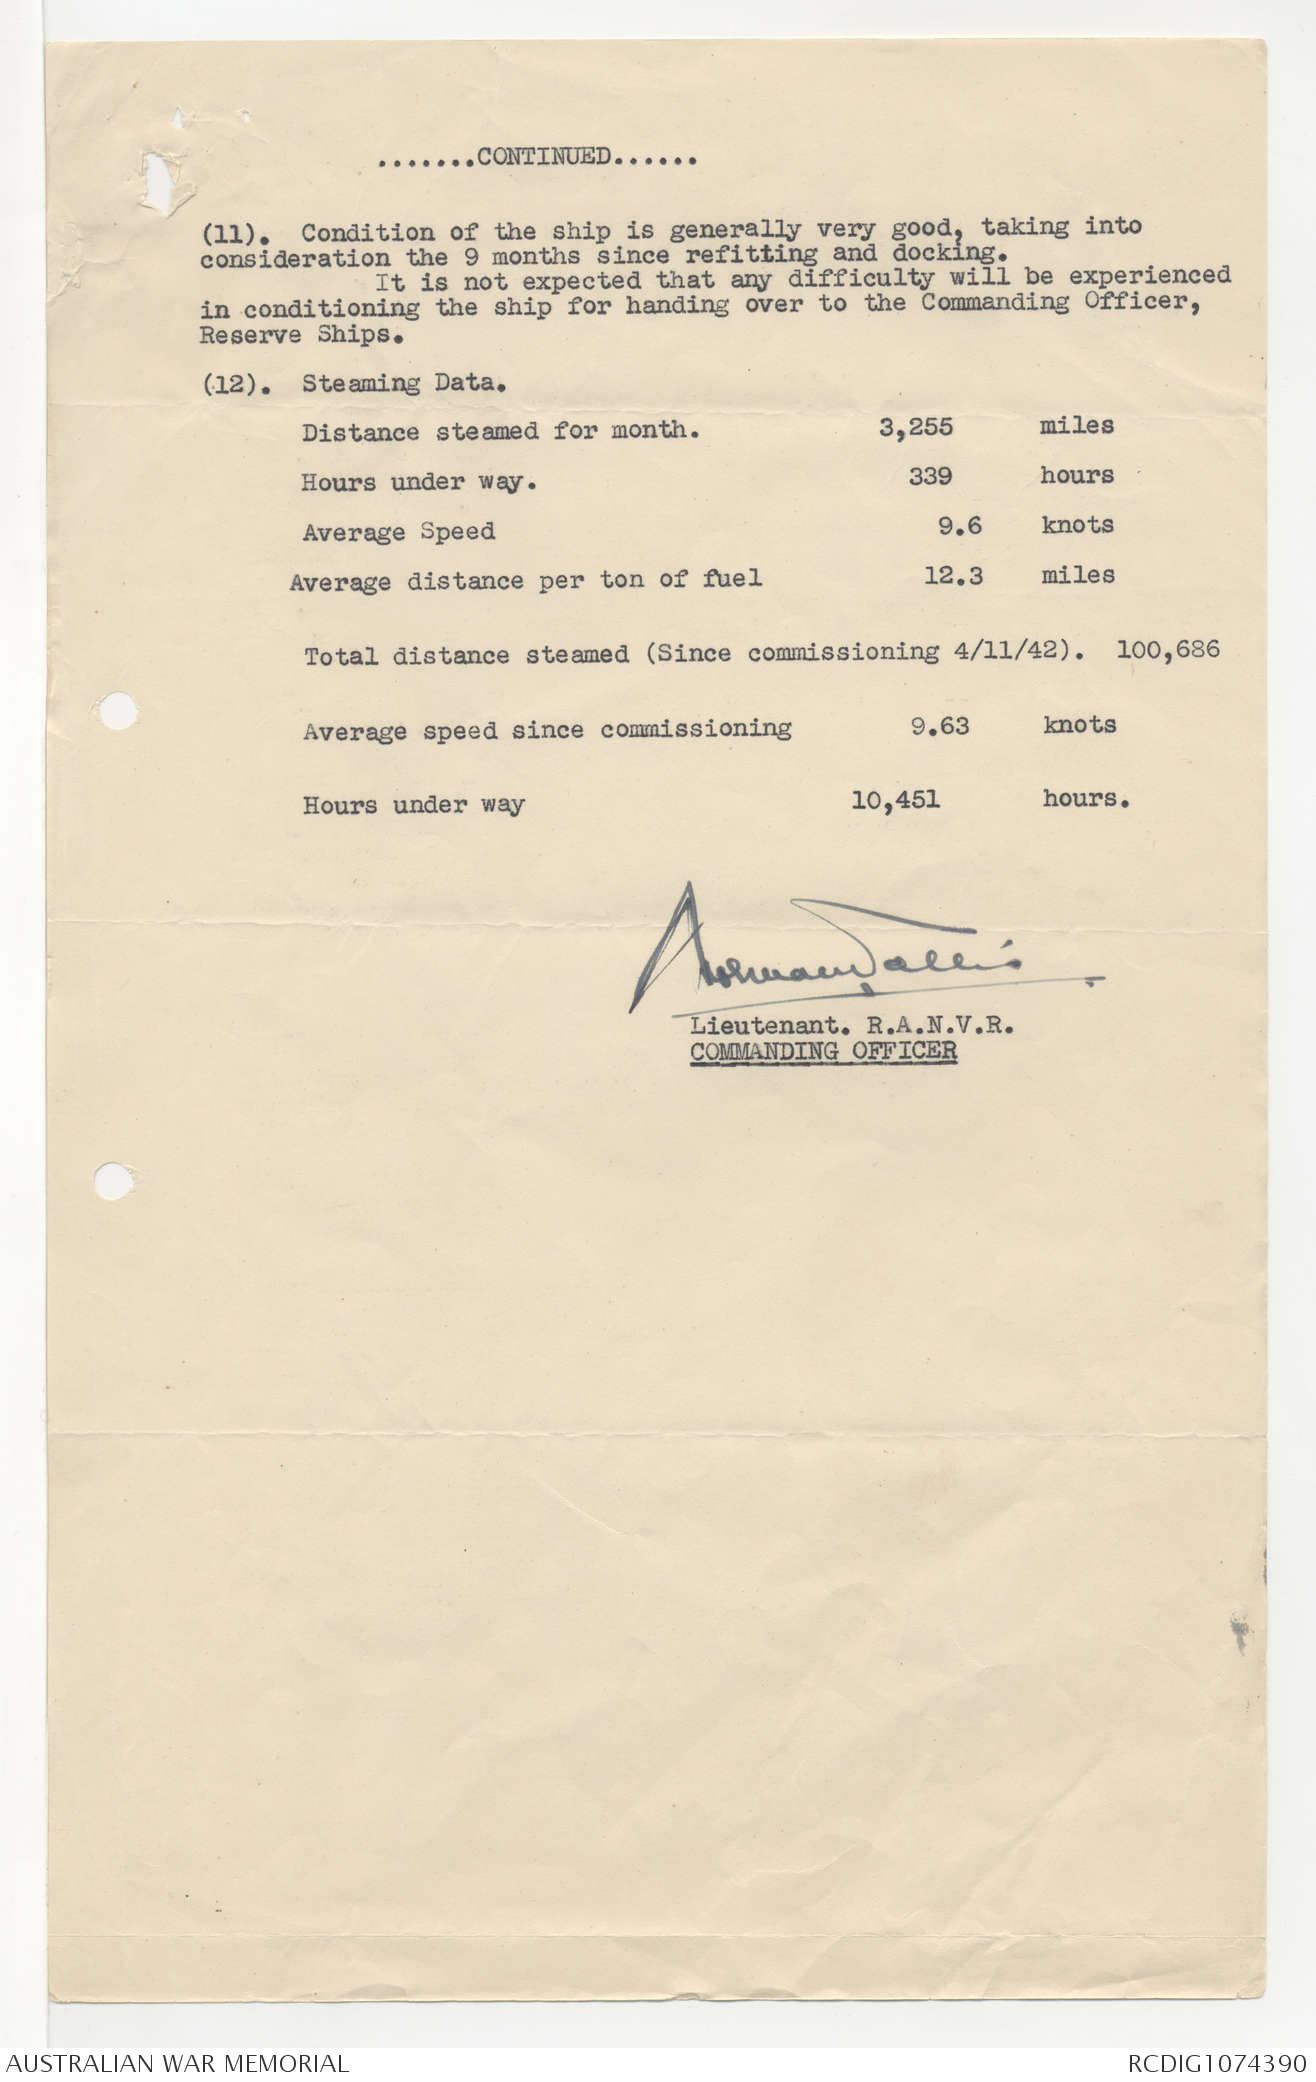 .......CONTINUED......
(11). Condition of the ship is generally very good, taking into
consideration the 9 months since refitting and docking.
It is not expected that any difficulty will be experienced
in conditioning the ship for handing over to the Commanding Officer,
Reserve Ships.
(12). Steaming Data.
Distance steamed for month. 3,255 miles
Hours under way. 339 hours
Average Speed 9.6 knots
Average distance per ton of fuel 12.3 miles
Total distance steamed (Since commissioning 4/11/42). 100,686
Average speed since commissioning 9.63 knots
Hours under way 10,451 hours.
Norman Wallis
Lieutenant. R.A.N.V.R.
COMMANDING OFFICER
AUSTRALIAN WAR MEMORIAL
RCDIG1074390